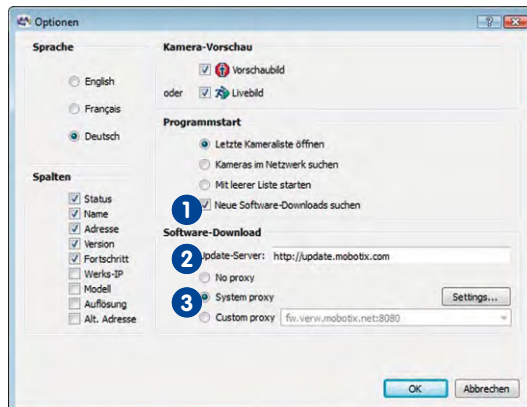 Optionen
Sprache
English
Français
Deutsch
Spalten
Status
Name
Adresse
Version
Fortschritt
Werks-IP
Modell
Auflösung
Alt. Adresse
Kamera-Vorschau
Vorschaubild
oder
Livebild
Programmstart
Letzte Kameraliste öffnen
Kameras im Netzwerk suchen
Mit leerer Liste starten
1 Neue Software-Downloads suchen
Software-Download
2 Update-Server: http://update.mobotix.com
No proxy
3 System proxy Settings...
Custom proxy fw.verw.mobotix.net:8080
OK Abbrechen